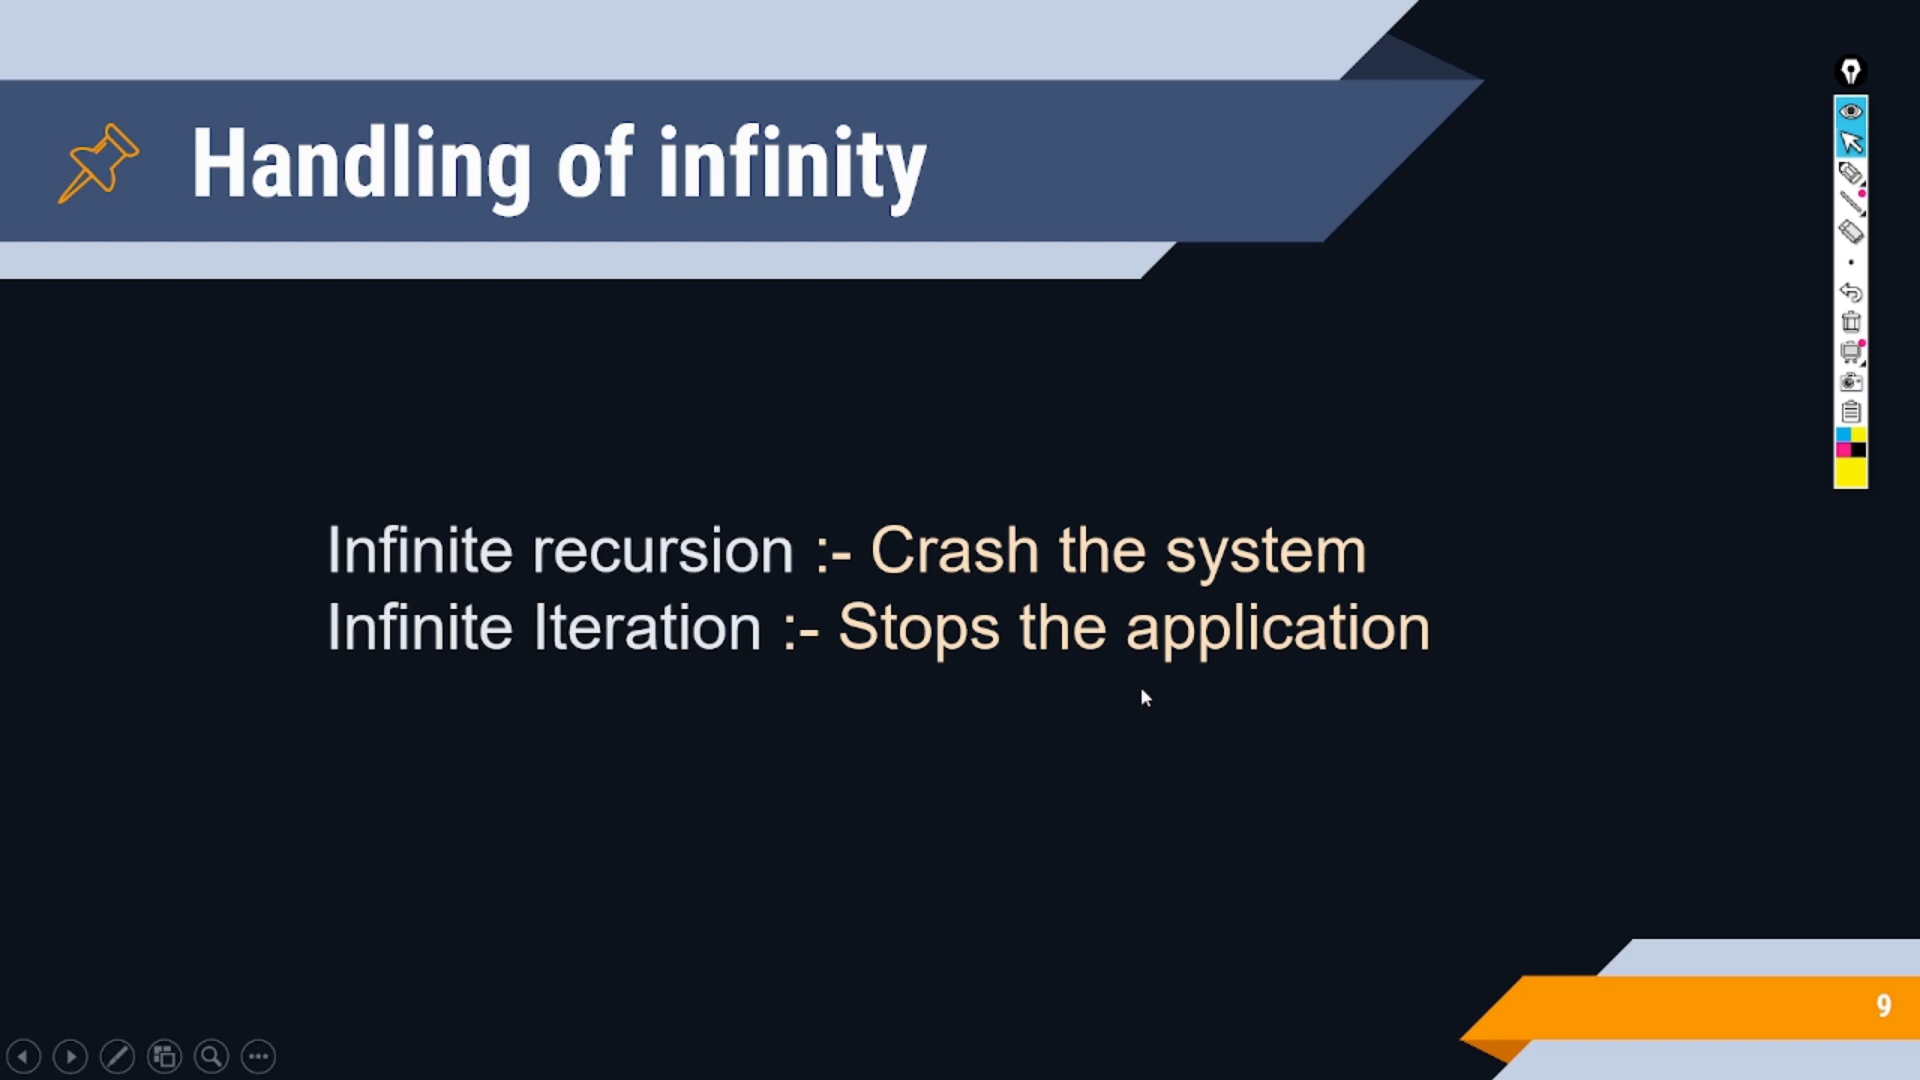 Handling of infinity
Infinite recursion :- Crash the system
Infinite Iteration :- Stops the application
9